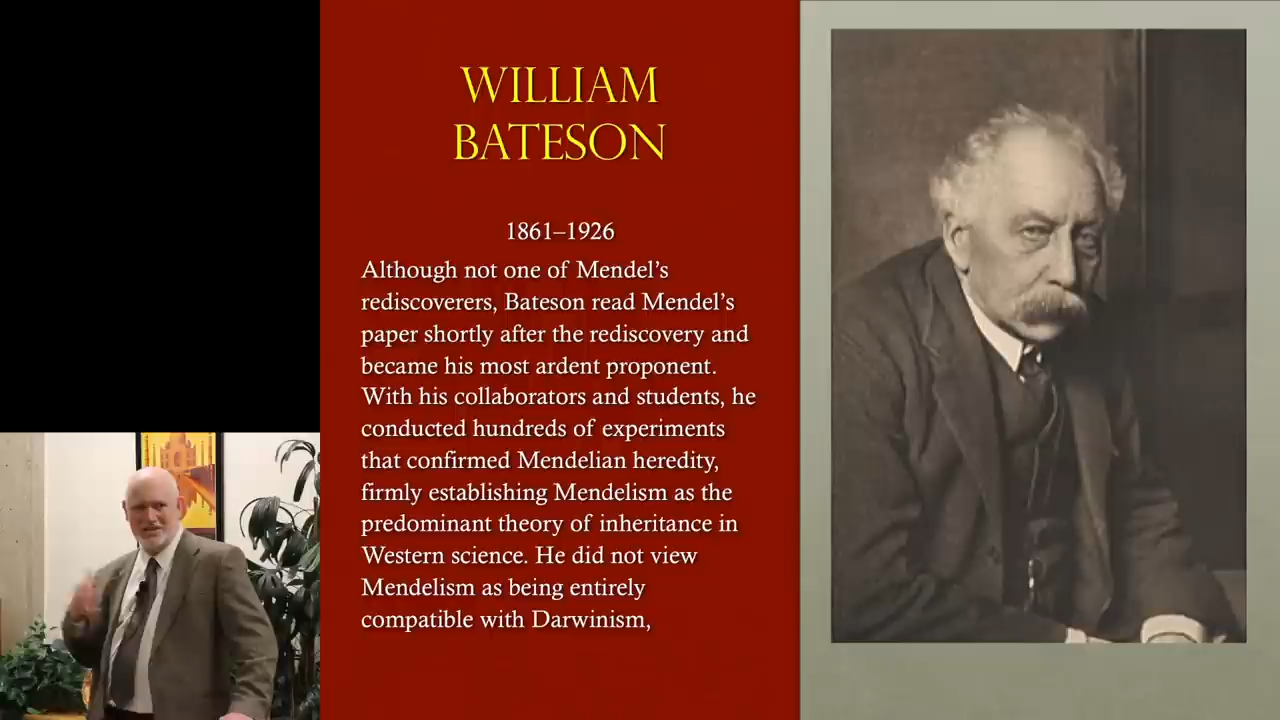 WILLIAM
BATESON
1861–1926
Although not one of Mendel's
rediscoverers, Bateson read Mendel's
paper shortly after the rediscovery and
became his most ardent proponent.
With his collaborators and students, he
conducted hundreds of experiments
that confirmed Mendelian heredity,
firmly establishing Mendelism as the
predominant theory of inheritance in
Western science. He did not view
Mendelism as being entirely
compatible with Darwinism,